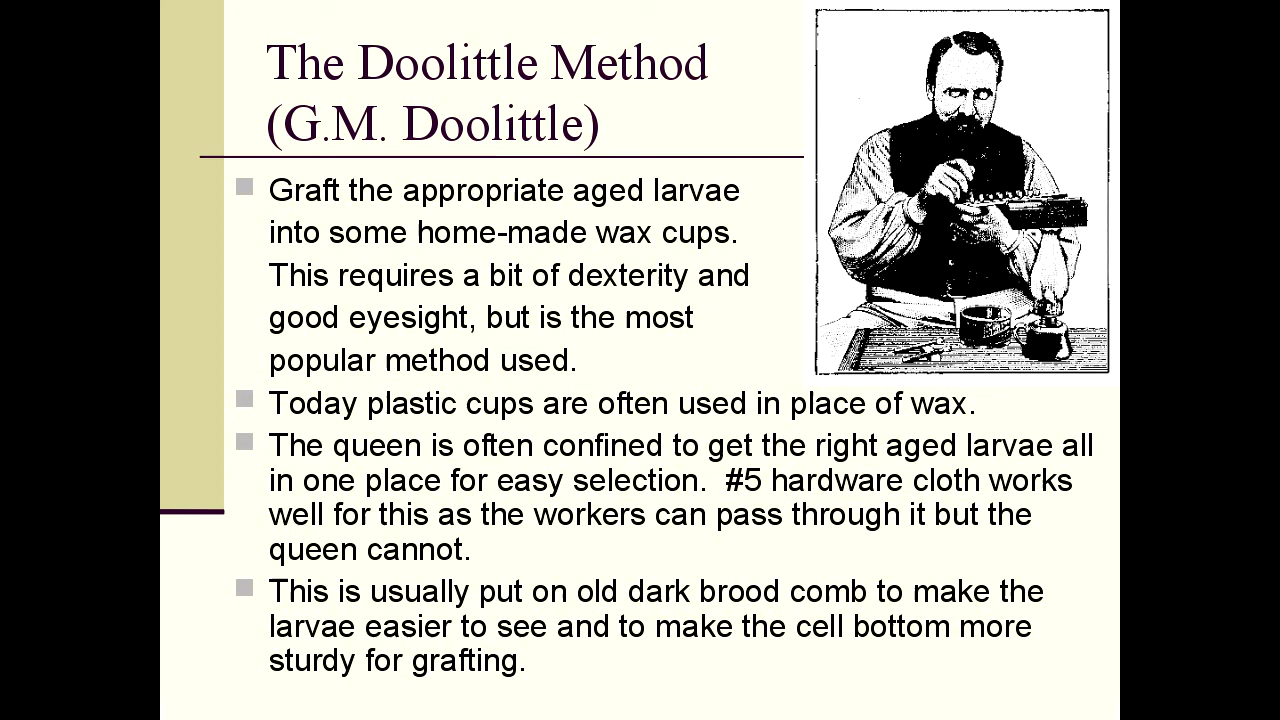 The Doolittle Method
(G.M. Doolittle)
Graft the appropriate aged larvae
into some home-made wax cups.
This requires a bit of dexterity and
good eyesight, but is the most
popular method used.
Today plastic cups are often used in place of wax.
The queen is often confined to get the right aged larvae all
in one place for easy selection.  #5 hardware cloth works
well for this as the workers can pass through it but the
queen cannot.
This is usually put on old dark brood comb to make the
larvae easier to see and to make the cell bottom more
sturdy for grafting.